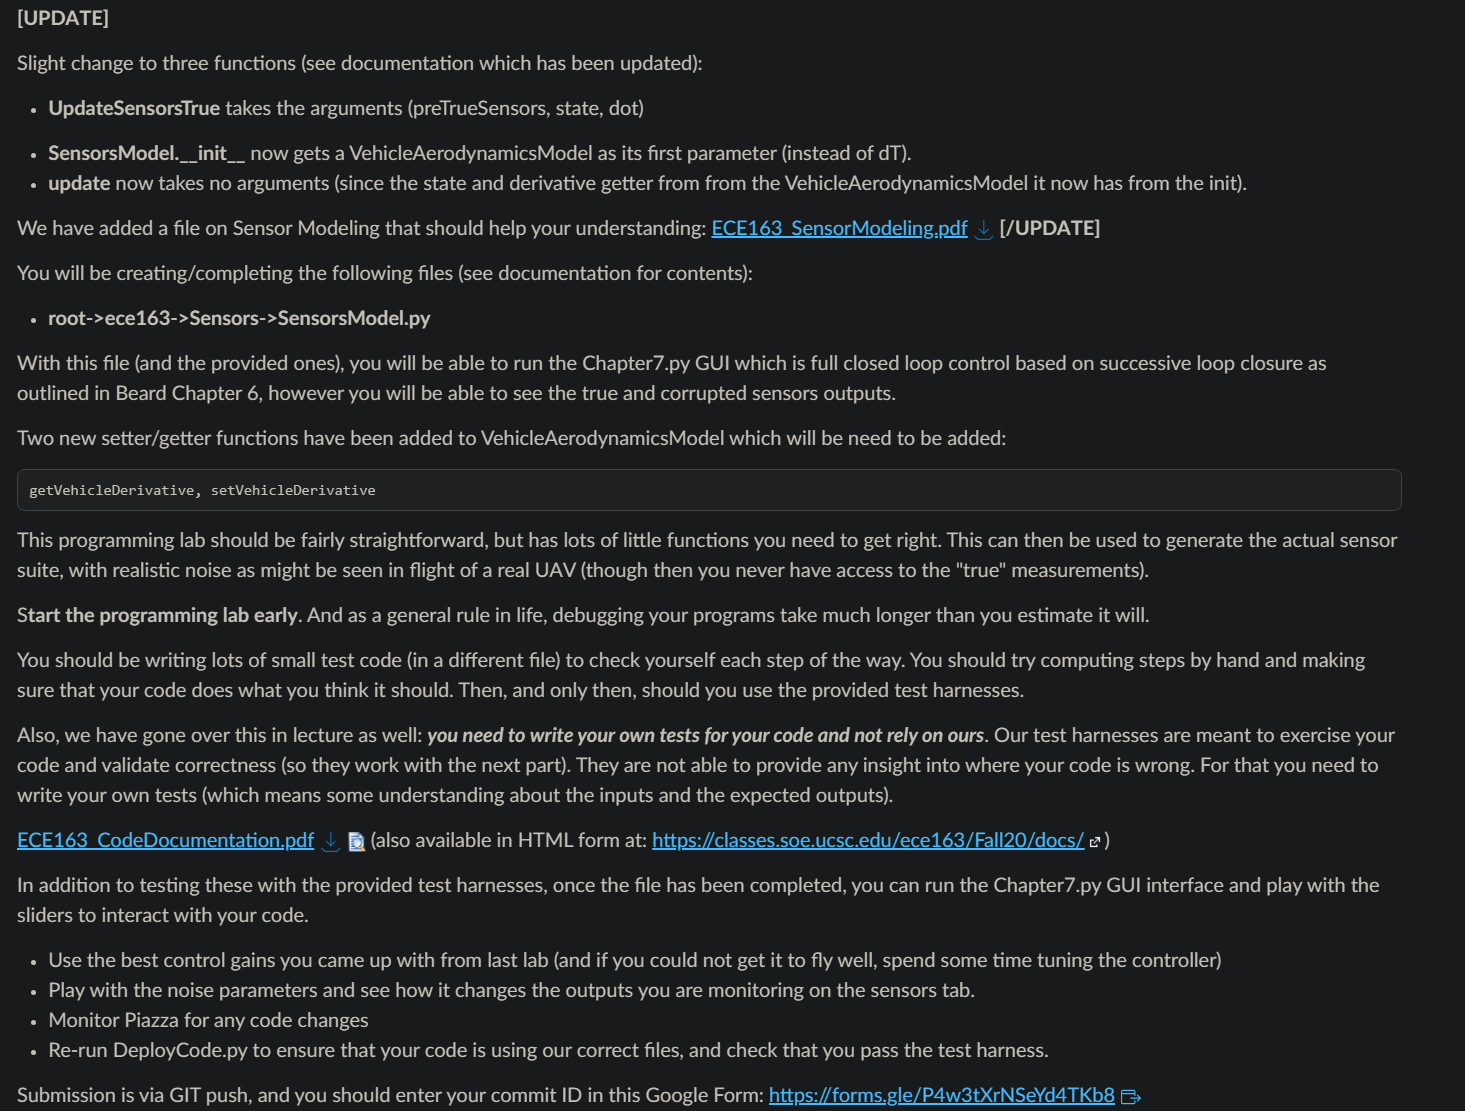 [UPDATE]
Slight change to three functions (see documentation which has been updated):
• UpdateSensorsTrue takes the arguments (preTrueSensors, state, dot)
• SensorsModel.__init__ now gets a VehicleAerodynamicsModel as its first parameter (instead of dT).
• update now takes no arguments (since the state and derivative getter from from the VehicleAerodynamicsModel it now has from the init).
We have added a file on Sensor Modeling that should help your understanding: ECE163_SensorModeling.pdf [/UPDATE]
You will be creating/completing the following files (see documentation for contents):
• root->ece163->Sensors->SensorsModel.py
With this file (and the provided ones), you will be able to run the Chapter7.py GUI which is full closed loop control based on successive loop closure as
outlined in Beard Chapter 6, however you will be able to see the true and corrupted sensors outputs.
Two new setter/getter functions have been added to VehicleAerodynamicsModel which will be need to be added:
getVehicleDerivative, setVehicleDerivative
This programming lab should be fairly straightforward, but has lots of little functions you need to get right. This can then be used to generate the actual sensor
suite, with realistic noise as might be seen in flight of a real UAV (though then you never have access to the "true" measurements).
Start the programming lab early. And as a general rule in life, debugging your programs take much longer than you estimate it will.
You should be writing lots of small test code (in a different file) to check yourself each step of the way. You should try computing steps by hand and making
sure that your code does what you think it should. Then, and only then, should you use the provided test harnesses.
Also, we have gone over this in lecture as well: you need to write your own tests for your code and not rely on ours. Our test harnesses are meant to exercise your
code and validate correctness (so they work with the next part). They are not able to provide any insight into where your code is wrong. For that you need to
write your own tests (which means some understanding about the inputs and the expected outputs).
ECE163_CodeDocumentation.pdf (also available in HTML form at: https://classes.soe.ucsc.edu/ece163/Fall20/docs/ )
In addition to testing these with the provided test harnesses, once the file has been completed, you can run the Chapter7.py GUI interface and play with the
sliders to interact with your code.
• Use the best control gains you came up with from last lab (and if you could not get it to fly well, spend some time tuning the controller)
• Play with the noise parameters and see how it changes the outputs you are monitoring on the sensors tab.
• Monitor Piazza for any code changes
• Re-run DeployCode.py to ensure that your code is using our correct files, and check that you pass the test harness.
Submission is via GIT push, and you should enter your commit ID in this Google Form: https://forms.gle/P4w3tXrNSeYd4TKb8